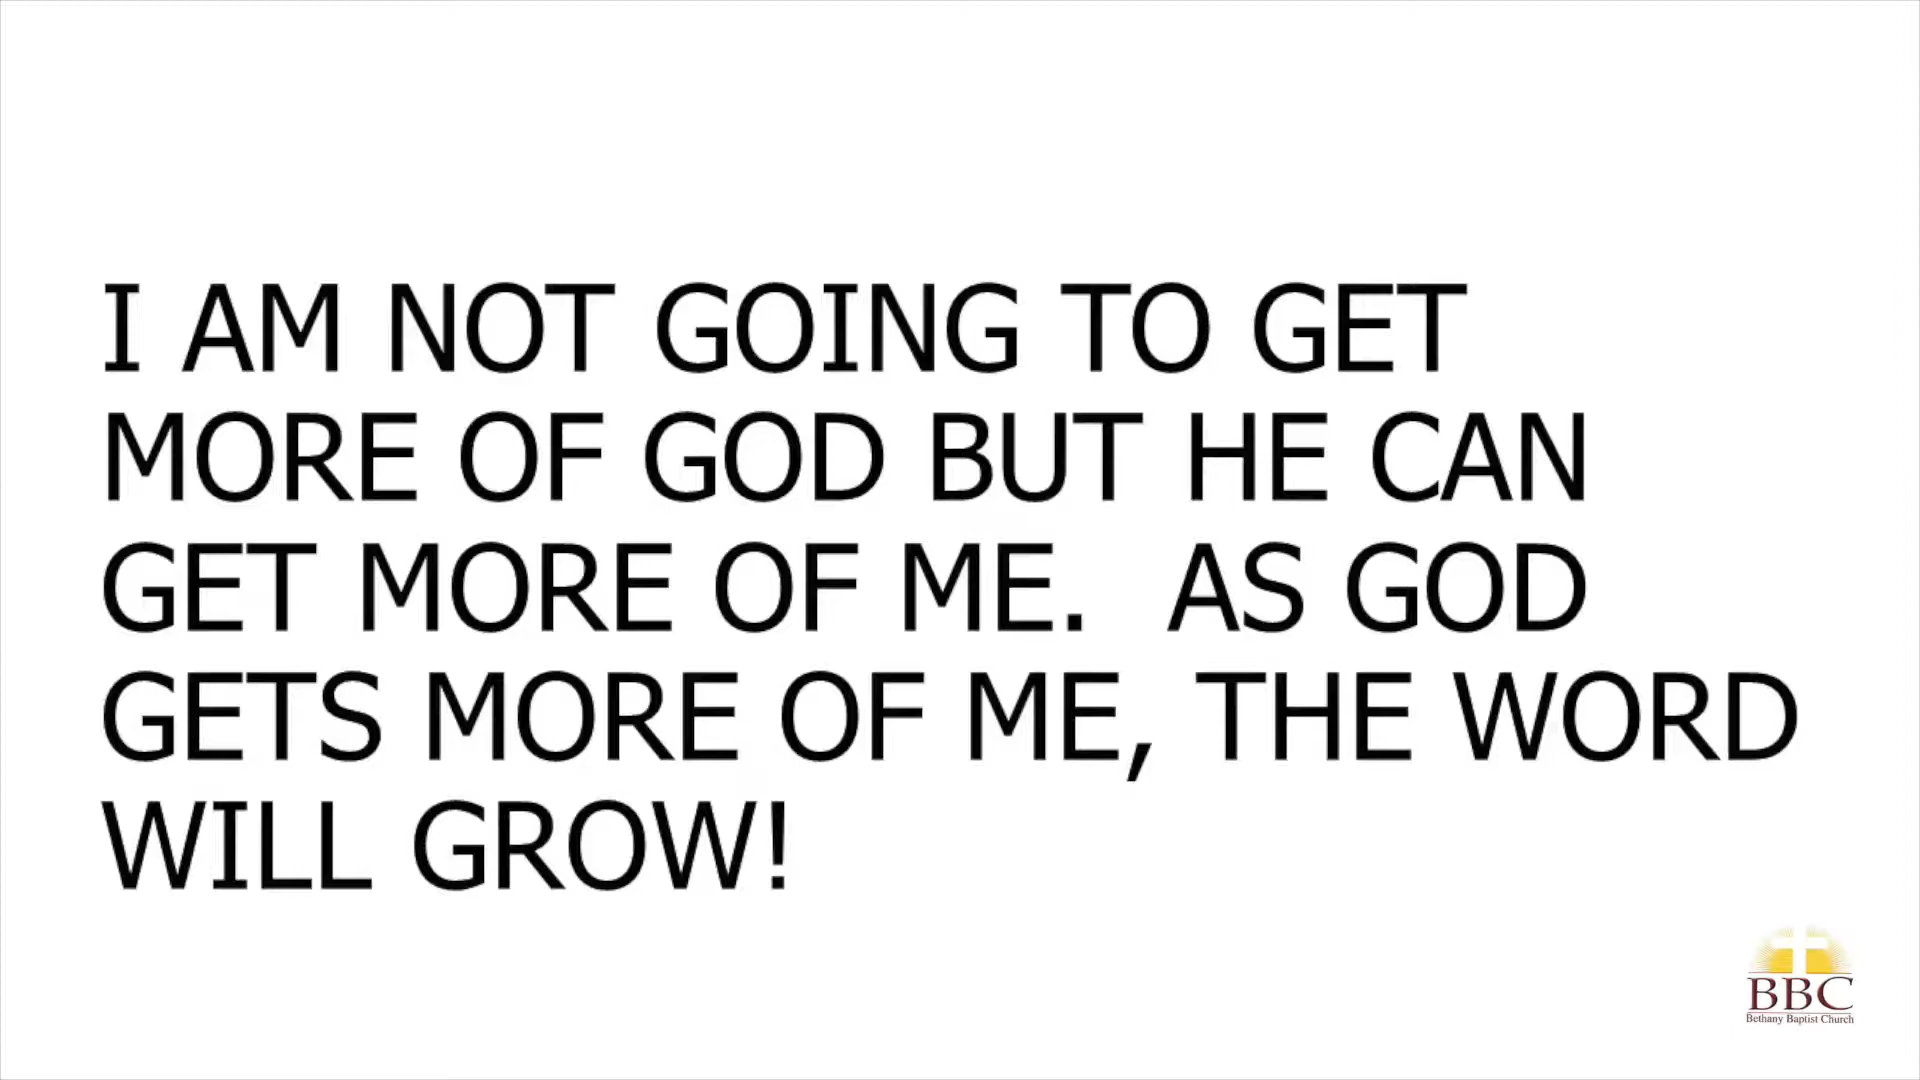 I AM NOT GOING TO GET
MORE OF GOD BUT HE CAN
GET MORE OF ME.  AS GOD
GETS MORE OF ME, THE WORD
WILL GROW!
BBC
Bethany Baptist Church